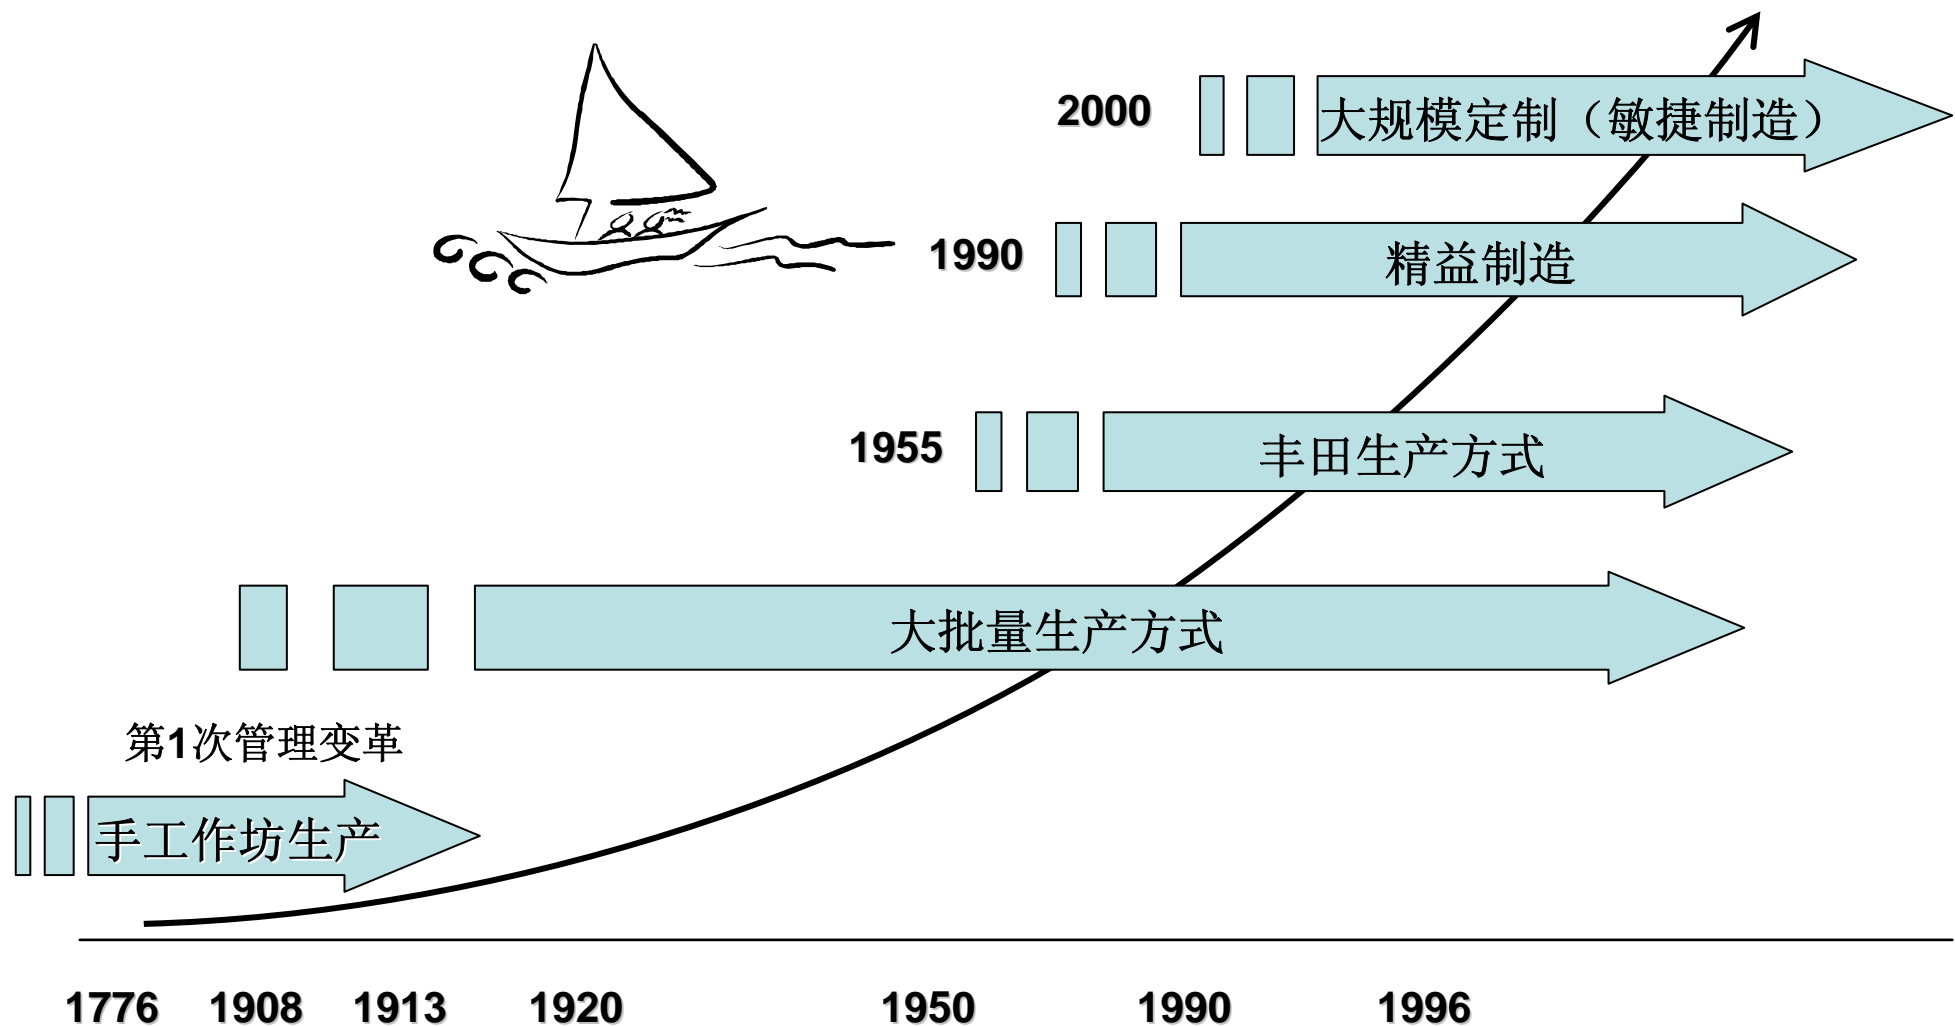 2000
大规模定制（敏捷制造）
1990
精益制造
1955
丰田生产方式
大批量生产方式
第1次管理变革
手工作坊生产
1776 1908 1913 1920 1950 1990 1996